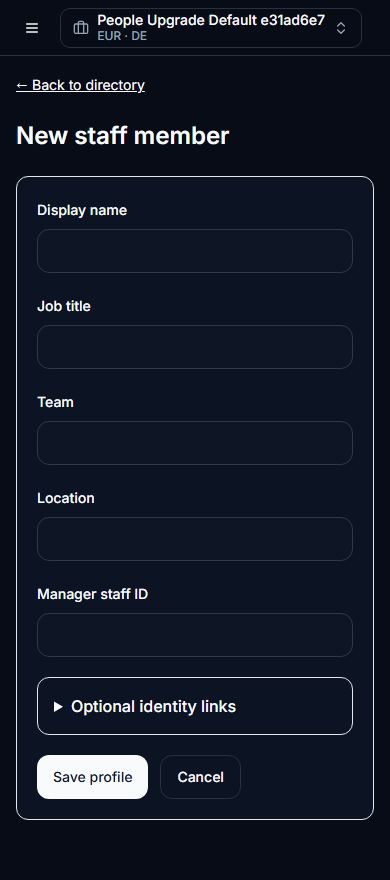 People Upgrade Default e31ad6e7
EUR · DE
← Back to directory
New staff member
Display name
Job title
Team
Location
Manager staff ID
▶ Optional identity links
Save profile
Cancel